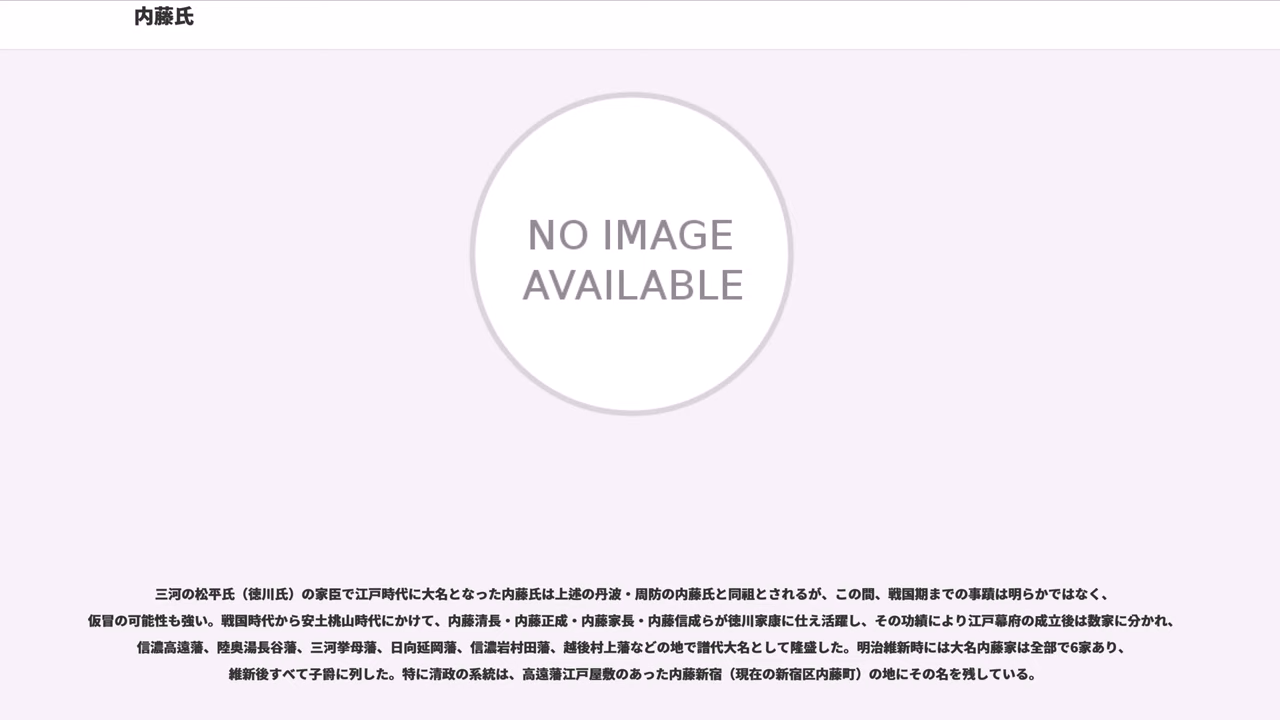 内藤氏
NO IMAGE
AVAILABLE
三河の松平氏（徳川氏）の家臣で江戸時代に大名となった内藤氏は上述の丹波・周防の内藤氏と同祖とされるが、この間、戦国期までの事蹟は明らかではなく、
仮冒の可能性も強い。戦国時代から安土桃山時代にかけて、内藤清長・内藤正成・内藤家長・内藤信成らが徳川家康に仕え活躍し、その功績により江戸幕府の成立後は数家に分かれ、
信濃高遠藩、陸奥湯長谷藩、三河挙母藩、日向延岡藩、信濃岩村田藩、越後村上藩などの地で譜代大名として隆盛した。明治維新時には大名内藤家は全部で6家あり、
維新後すべて子爵に列した。特に清政の系統は、高遠藩江戸屋敷のあった内藤新宿（現在の新宿区内藤町）の地にその名を残している。